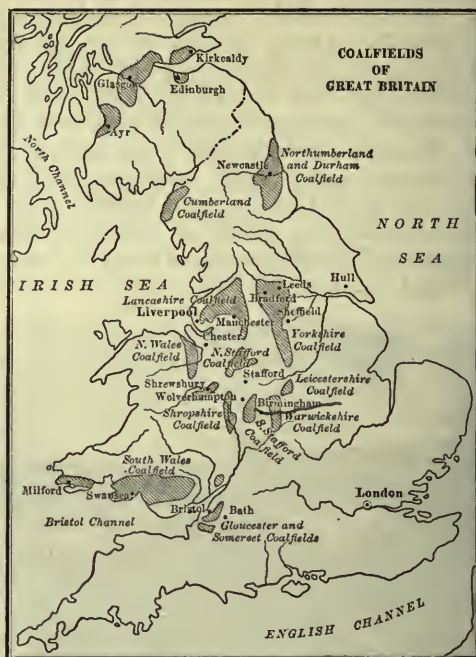 COALFIELDS
OF
GREAT BRITAIN
Kirkcaldy
Glasgow
Edinburgh
Ayr
North Channel
Newcastle
Northumberland
and Durham
Coalfield
Cumberland
Coalfield
NORTH
SEA
IRISH SEA
Leeds
Hull
Lancashire Coalfield
Bradford
Liverpool
Manchester
Sheffield
Chester
Yorkshire
Coalfield
N. Wales
Coalfield
N. Stafford
Coalfield
Stafford
Shrewsbury
Leicestershire
Coalfield
Wolverhampton
Birmingham
Shropshire
Coalfield
S. Stafford
Coalfield
Warwickshire
Coalfield
South Wales
Coalfield
Milford
Swansea
London
Bristol
Bath
Bristol Channel
Gloucester and
Somerset Coalfields
ENGLISH CHANNEL